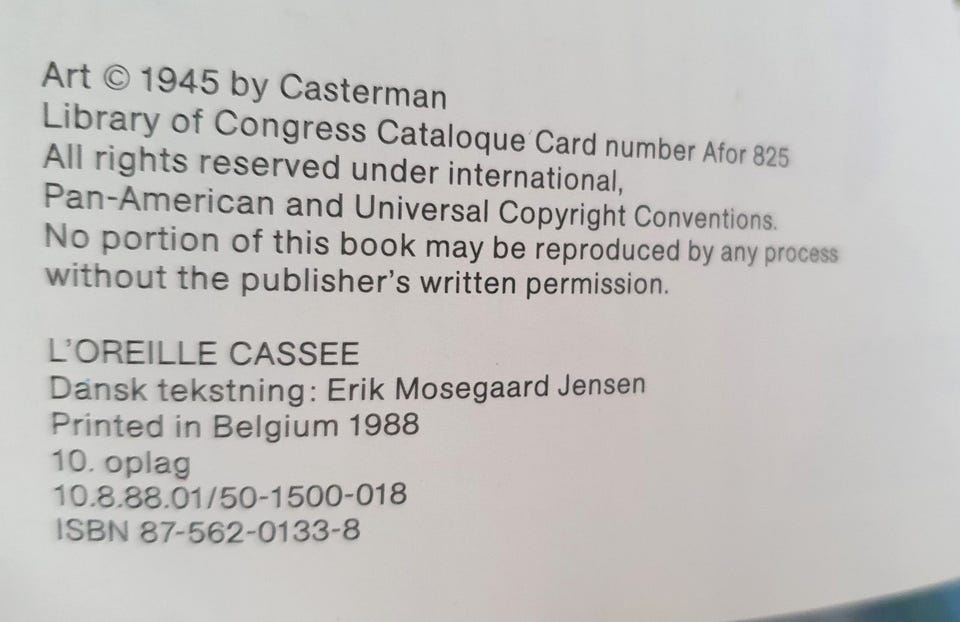 Art © 1945 by Casterman
Library of Congress Cataloque Card number Afor 825
All rights reserved under international,
Pan-American and Universal Copyright Conventions.
No portion of this book may be reproduced by any process
without the publisher's written permission.
L'OREILLE CASSEE
Dansk tekstning: Erik Mosegaard Jensen
Printed in Belgium 1988
10. oplag
10.8.88.01/50-1500-018
ISBN 87-562-0133-8